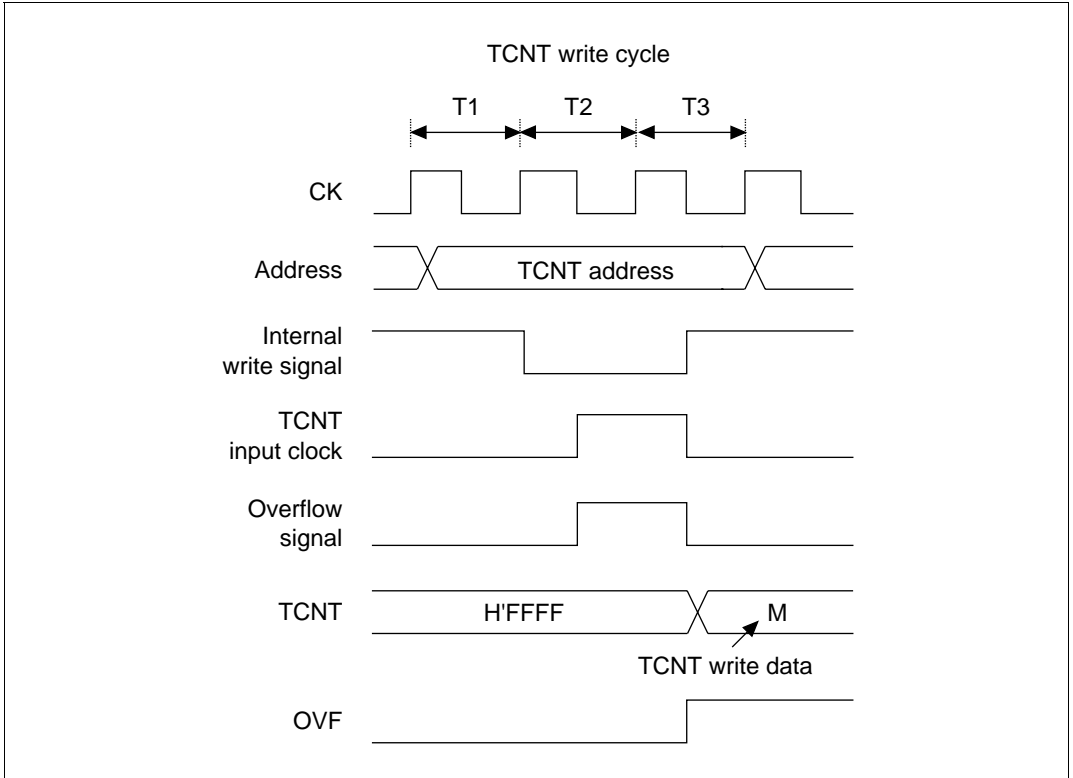 TCNT write cycle
T1 T2 T3
CK
Address
TCNT address
Internal
write signal
TCNT
input clock
Overflow
signal
TCNT
H'FFFF
M
TCNT write data
OVF